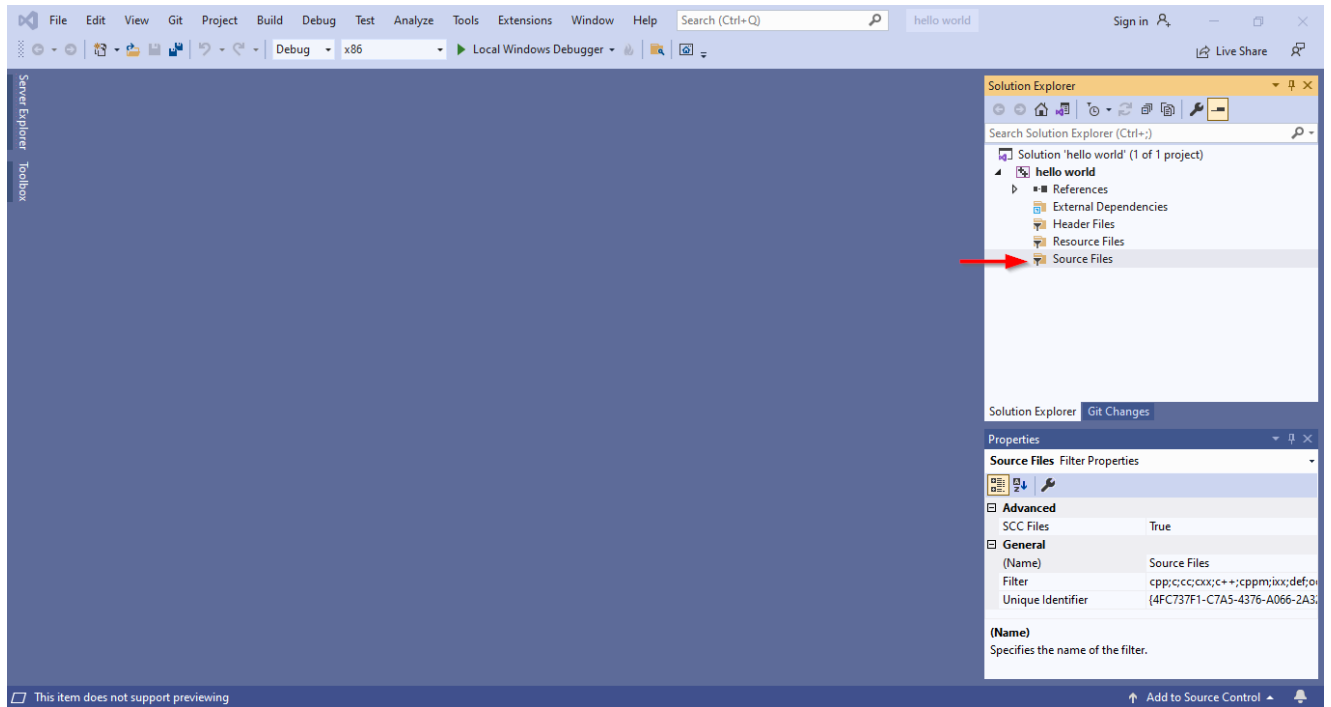 File Edit View Git Project Build Debug Test Analyze Tools Extensions Window Help Search (Ctrl+Q) hello world Sign in
Debug x86 Local Windows Debugger Live Share
Server Explorer
Toolbox
Solution Explorer
Search Solution Explorer (Ctrl+;)
Solution 'hello world' (1 of 1 project)
hello world
References
External Dependencies
Header Files
Resource Files
Source Files
Solution Explorer Git Changes
Properties
Source Files Filter Properties
Advanced
SCC Files True
General
(Name) Source Files
Filter cpp;c;cc;cxx;c++;cppm;ixx;def;o
Unique Identifier {4FC737F1-C7A5-4376-A066-2A3
(Name)
Specifies the name of the filter.
This item does not support previewing Add to Source Control